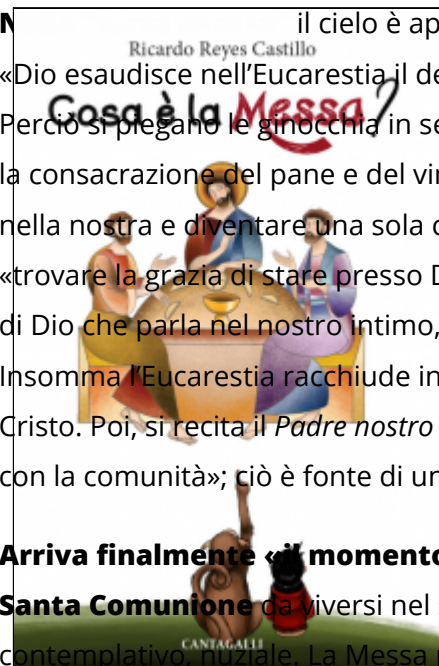 N il cielo è ap
Ricardo Reyes Castillo
«Dio esaudisce nell’Eucarestia il de
Cosa è la Messa?
Perciò si piegano le ginocchia in se
la consacrazione del pane e del vin
nella nostra e diventare una sola c
«trovare la grazia di stare presso D
di Dio che parla nel nostro intimo,
Insomma l’Eucarestia racchiude in
Cristo. Poi, si recita il Padre nostro
con la comunità»; ciò è fonte di un
Arriva finalmente «il momento
Santa Comunione da viversi nel s
CANTAGALLI
contemplativo, nuziale. La Messa